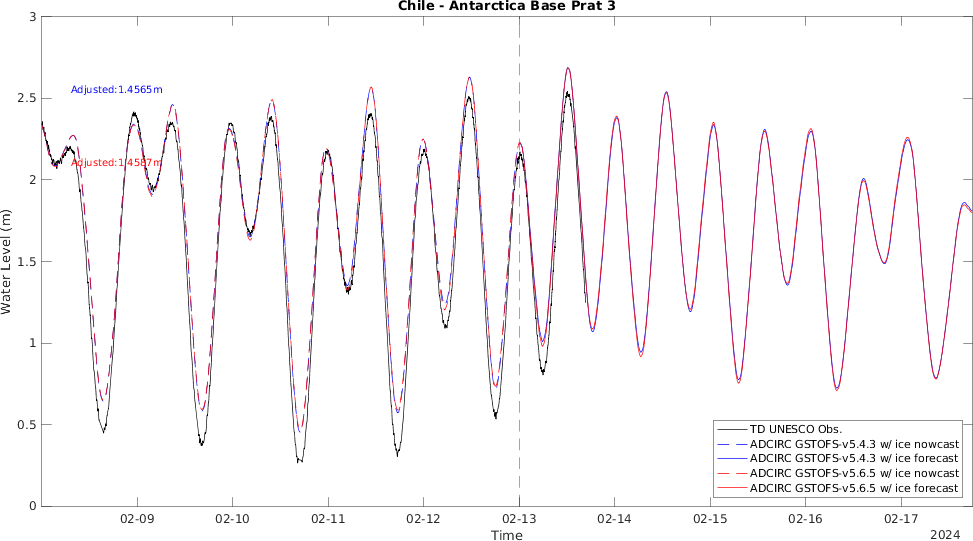 Chile - Antarctica Base Prat 3
3
2.5
2
1.5
1
0.5
0
Water Level (m)
Adjusted:1.4565m
Adjusted:1.4587m
TD UNESCO Obs.
ADCIRC GSTOFS-v5.4.3 w/ ice nowcast
ADCIRC GSTOFS-v5.4.3 w/ ice forecast
ADCIRC GSTOFS-v5.6.5 w/ ice nowcast
ADCIRC GSTOFS-v5.6.5 w/ ice forecast
02-09 02-10 02-11 02-12 02-13 02-14 02-15 02-16 02-17
Time
2024